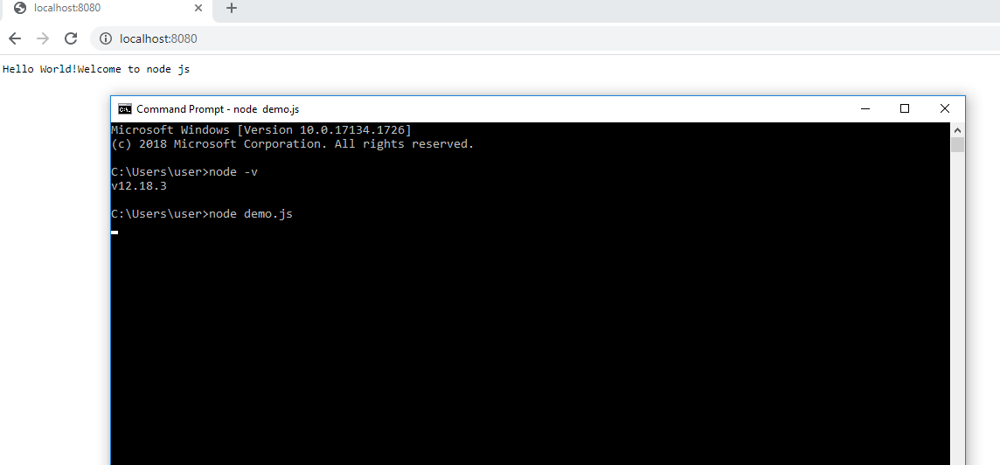 localhost:8080
localhost:8080
Hello World!Welcome to node js
Command Prompt - node  demo.js
Microsoft Windows [Version 10.0.17134.1726]
(c) 2018 Microsoft Corporation. All rights reserved.
C:\Users\user>node -v
v12.18.3
C:\Users\user>node demo.js